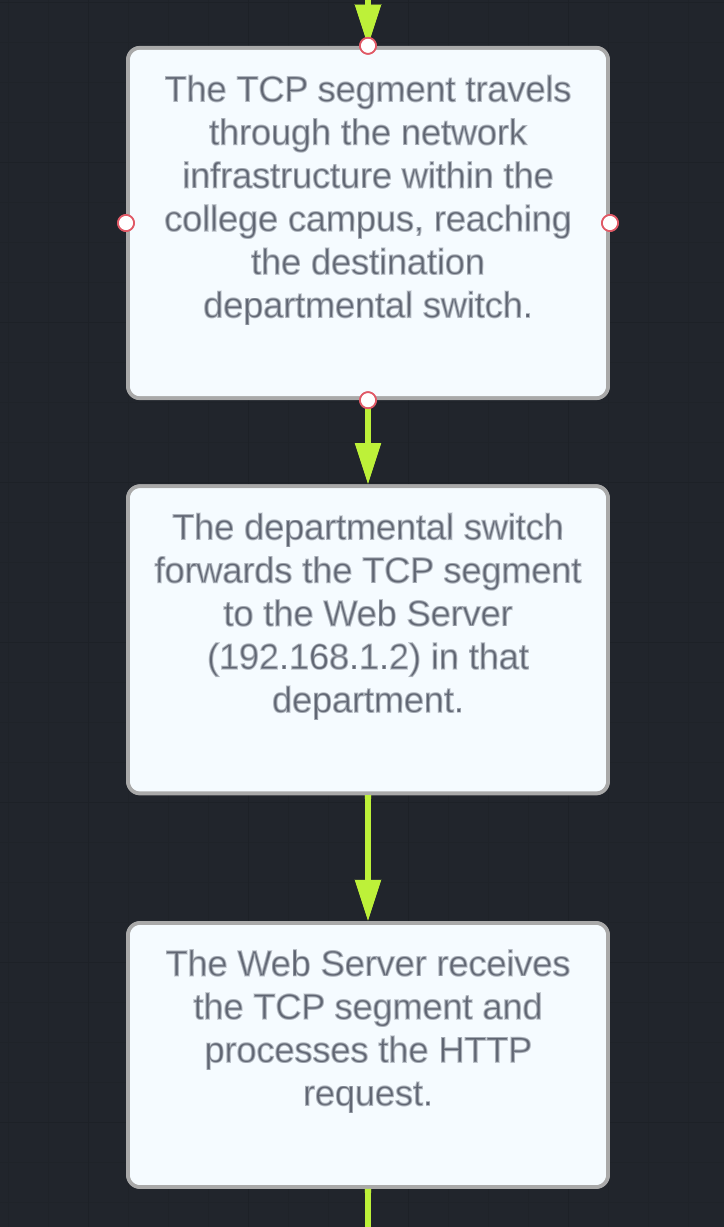 The TCP segment travels
through the network
infrastructure within the
college campus, reaching
the destination
departmental switch.
The departmental switch
forwards the TCP segment
to the Web Server
(192.168.1.2) in that
department.
The Web Server receives
the TCP segment and
processes the HTTP
request.